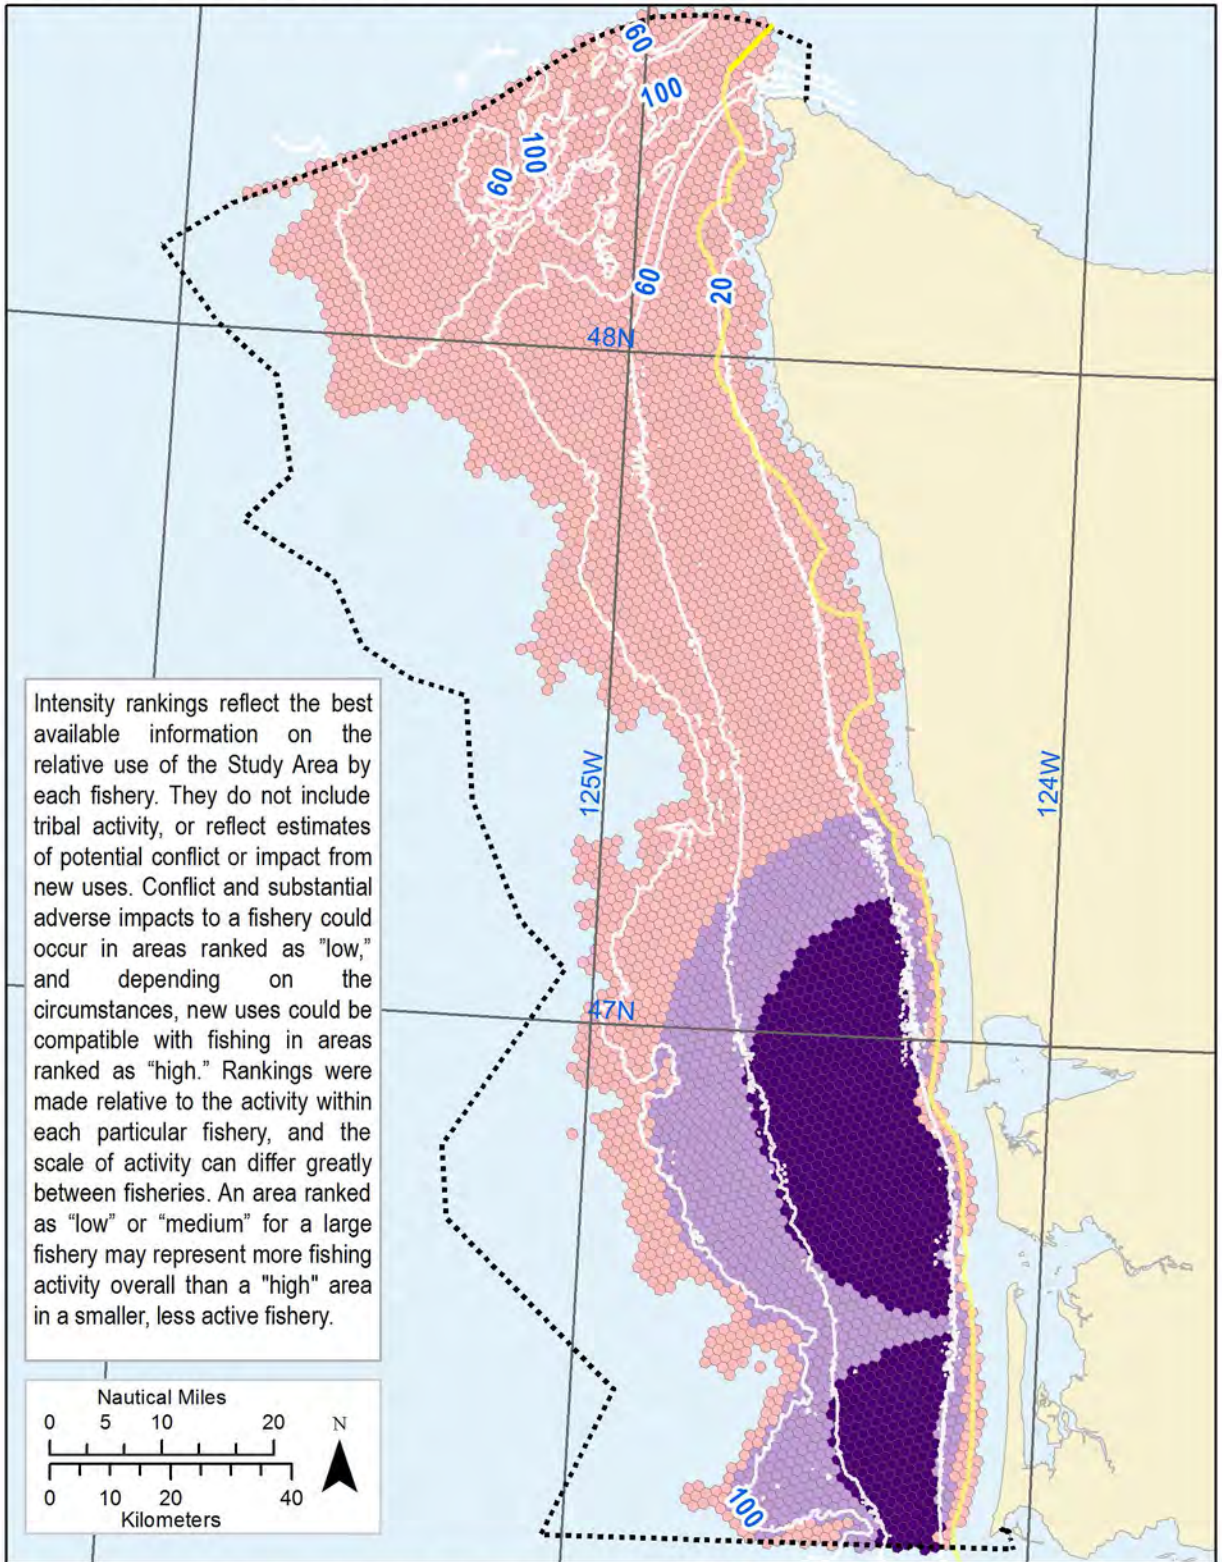 60
100
100
60
60
20
48N
125W
124W
47N
100
Intensity rankings reflect the best
available information on the
relative use of the Study Area by
each fishery. They do not include
tribal activity, or reflect estimates
of potential conflict or impact from
new uses. Conflict and substantial
adverse impacts to a fishery could
occur in areas ranked as "low,"
and depending on the
circumstances, new uses could be
compatible with fishing in areas
ranked as "high." Rankings were
made relative to the activity within
each particular fishery, and the
scale of activity can differ greatly
between fisheries. An area ranked
as "low" or "medium" for a large
fishery may represent more fishing
activity overall than a "high" area
in a smaller, less active fishery.
Nautical Miles
0 5 10 20
N
0 10 20 40
Kilometers